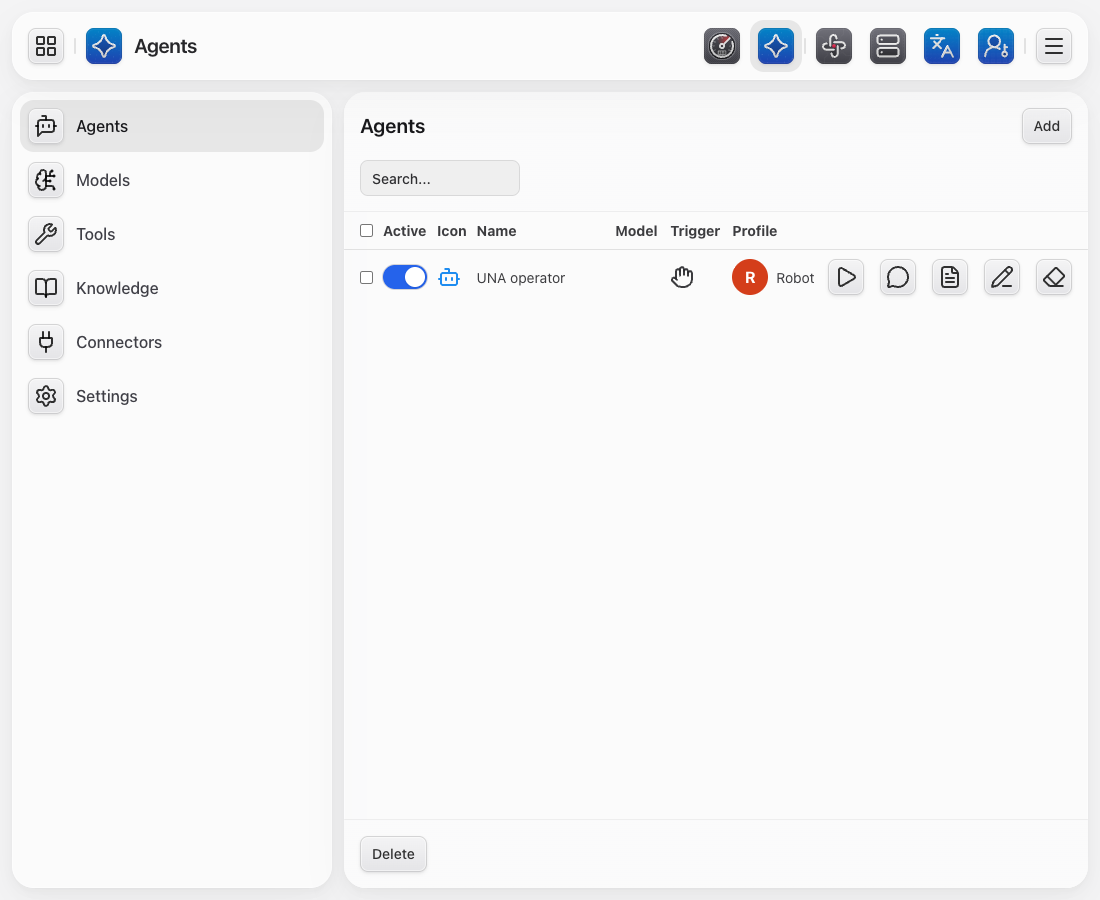 Agents
Agents
Models
Tools
Knowledge
Connectors
Settings
Agents
Add
Search...
Active Icon Name Model Trigger Profile
UNA operator R Robot
Delete